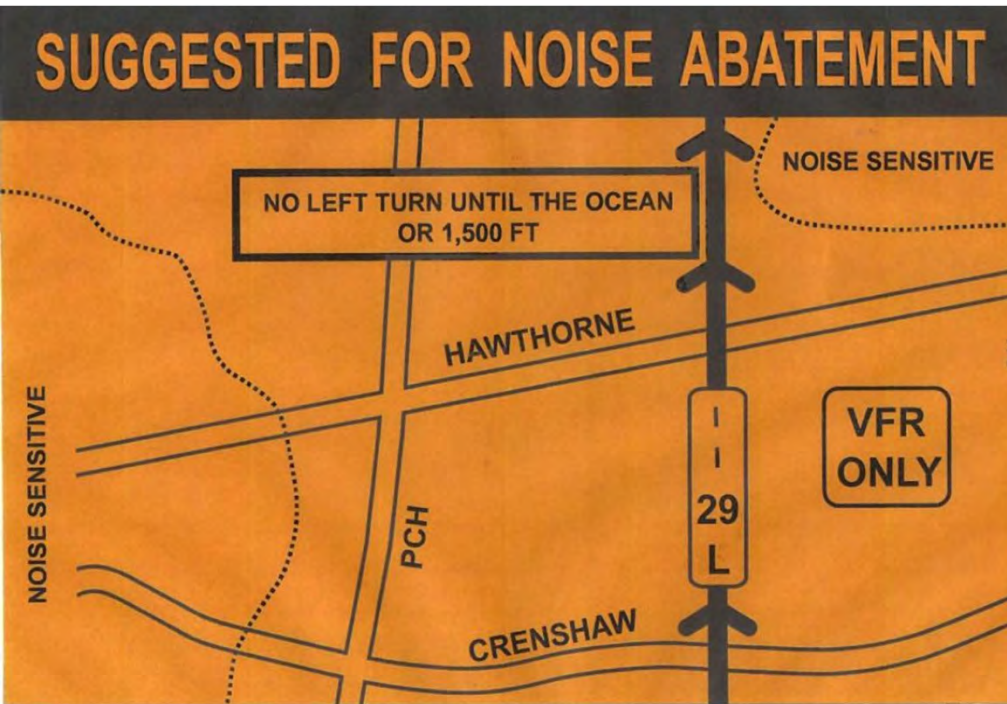 SUGGESTED FOR NOISE ABATEMENT
NOISE SENSITIVE
NO LEFT TURN UNTIL THE OCEAN
OR 1,500 FT
HAWTHORNE
NOISE SENSITIVE
VFR
ONLY
29
L
PCH
CRENSHAW